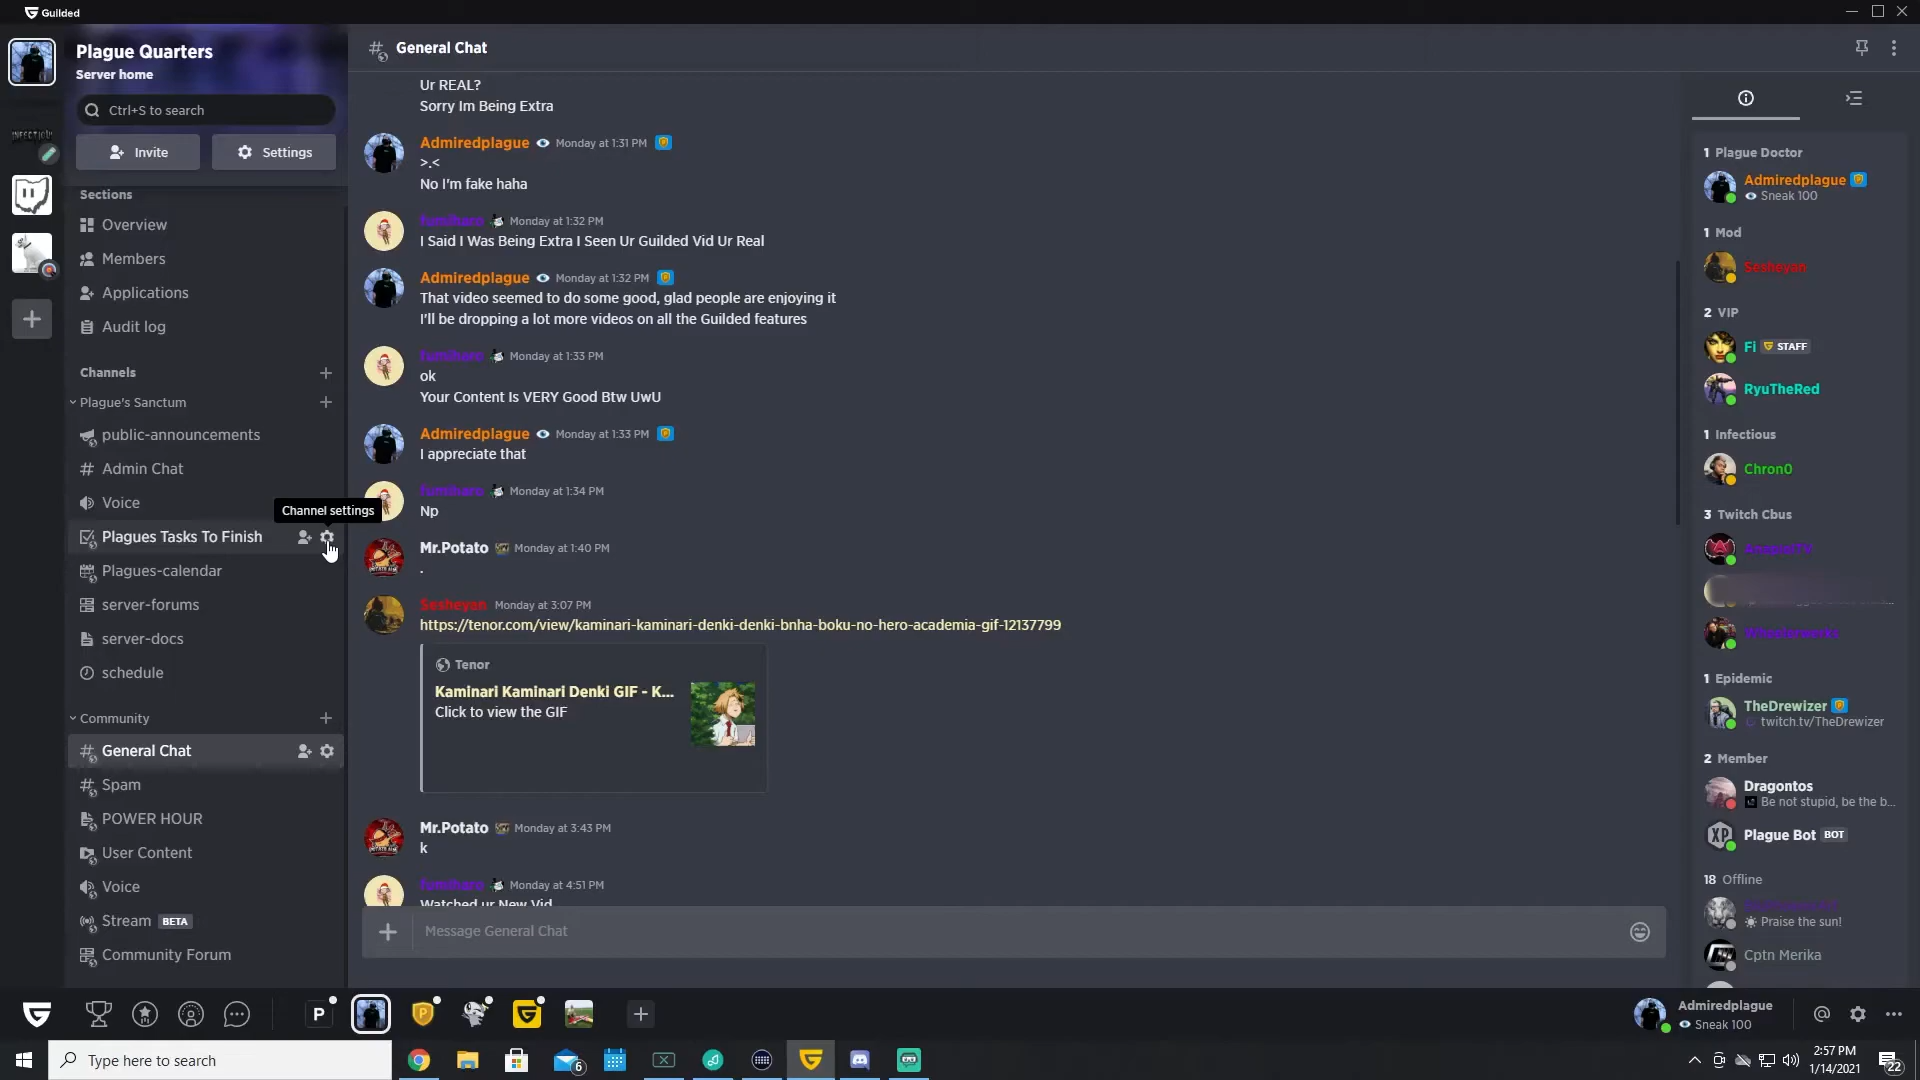 Guilded
Plague Quarters
Server home
Ctrl+S to search
Invite
Settings
Sections
Overview
Members
Applications
Audit log
Channels
Plague's Sanctum
public-announcements
Admin Chat
Voice
Channel settings
Plagues Tasks To Finish
Plagues-calendar
server-forums
server-docs
schedule
Community
General Chat
Spam
POWER HOUR
User Content
Voice
Stream BETA
Community Forum
General Chat
Ur REAL?
Sorry Im Being Extra
Admiredplague Monday at 1:31 PM
>.<
No I'm fake haha
fumiharo Monday at 1:32 PM
I Said I Was Being Extra I Seen Ur Guilded Vid Ur Real
Admiredplague Monday at 1:32 PM
That video seemed to do some good, glad people are enjoying it
I'll be dropping a lot more videos on all the Guilded features
fumiharo Monday at 1:33 PM
ok
Your Content Is VERY Good Btw UwU
Admiredplague Monday at 1:33 PM
I appreciate that
fumiharo Monday at 1:34 PM
Np
Mr.Potato Monday at 1:40 PM
.
Sesheyan Monday at 3:07 PM
https://tenor.com/view/kaminari-kaminari-denki-denki-bnha-boku-no-hero-academia-gif-12137799
Tenor
Kaminari Kaminari Denki GIF - K...
Click to view the GIF
Mr.Potato Monday at 3:43 PM
k
fumiharo Monday at 4:51 PM
Watched ur New Vid
Message General Chat
1 Plague Doctor
Admiredplague
Sneak 100
1 Mod
Sesheyan
2 VIP
Fi STAFF
RyuTheRed
1 Infectious
Chron0
3 Twitch Cbus
1 Epidemic
TheDrewizer
twitch.tv/TheDrewizer
2 Member
Dragontos
Be not stupid, be the b...
XP Plague Bot BOT
18 Offline
Praise the sun!
Cptn Merika
P
Admiredplague
Sneak 100
Type here to search
6
2:57 PM
1/14/2021
22